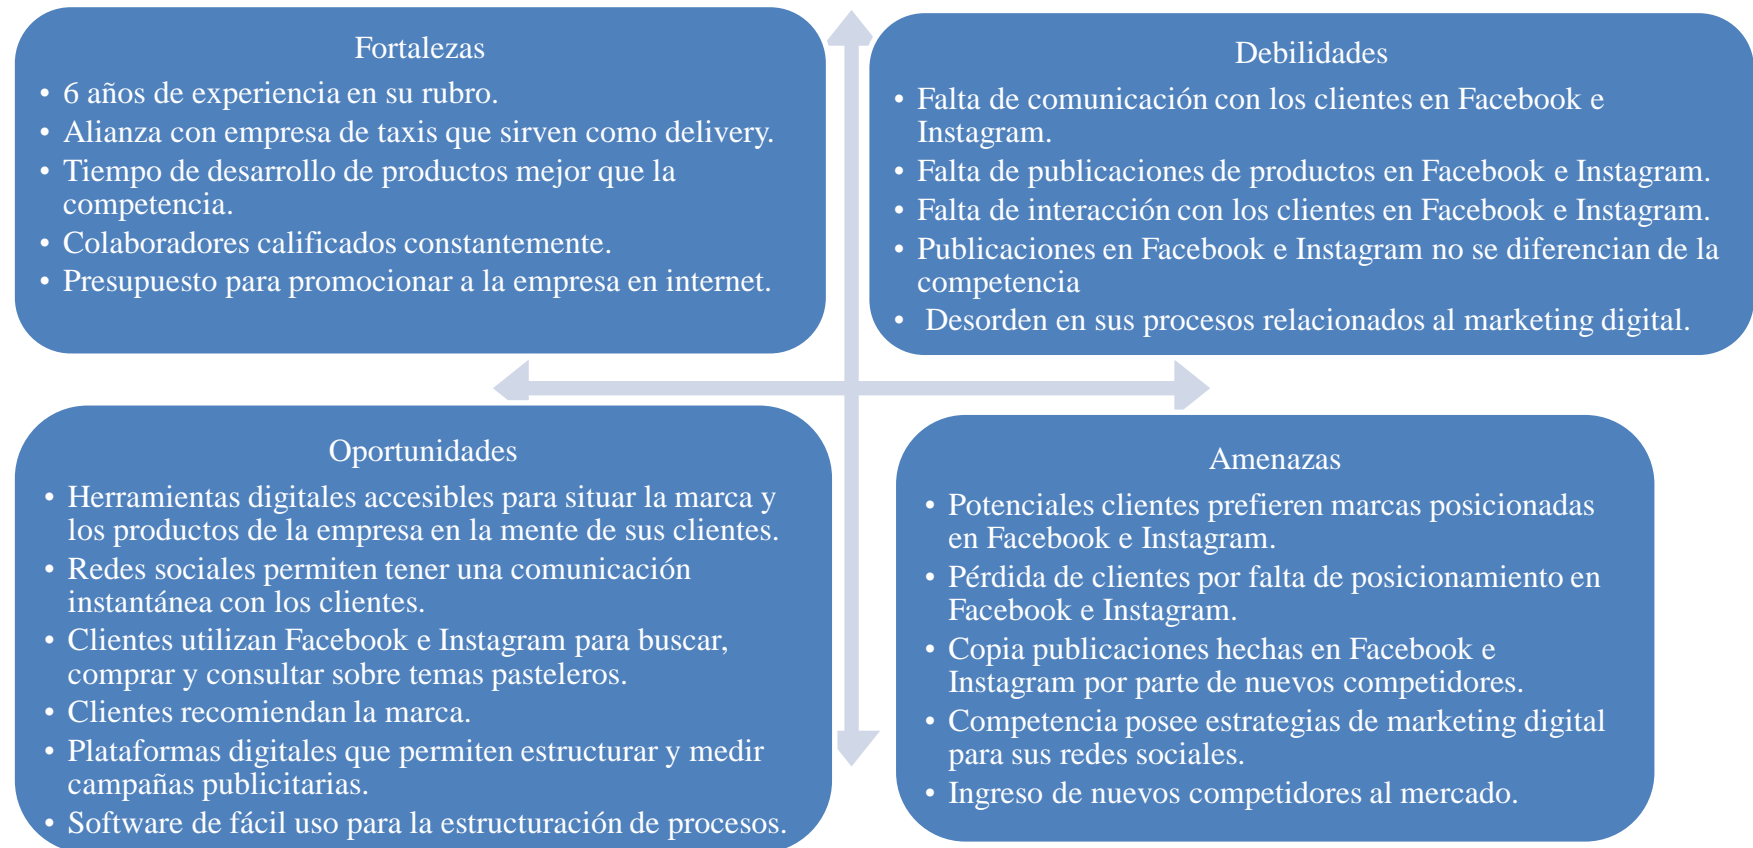 Fortalezas
• 6 años de experiencia en su rubro.
• Alianza con empresa de taxis que sirven como delivery.
• Tiempo de desarrollo de productos mejor que la
competencia.
• Colaboradores calificados constantemente.
• Presupuesto para promocionar a la empresa en internet.
Debilidades
• Falta de comunicación con los clientes en Facebook e
Instagram.
• Falta de publicaciones de productos en Facebook e Instagram.
• Falta de interacción con los clientes en Facebook e Instagram.
• Publicaciones en Facebook e Instagram no se diferencian de la
competencia
• Desorden en sus procesos relacionados al marketing digital.
Oportunidades
• Herramientas digitales accesibles para situar la marca y
los productos de la empresa en la mente de sus clientes.
• Redes sociales permiten tener una comunicación
instantánea con los clientes.
• Clientes utilizan Facebook e Instagram para buscar,
comprar y consultar sobre temas pasteleros.
• Clientes recomiendan la marca.
• Plataformas digitales que permiten estructurar y medir
campañas publicitarias.
• Software de fácil uso para la estructuración de procesos.
Amenazas
• Potenciales clientes prefieren marcas posicionadas
en Facebook e Instagram.
• Pérdida de clientes por falta de posicionamiento en
Facebook e Instagram.
• Copia publicaciones hechas en Facebook e
Instagram por parte de nuevos competidores.
• Competencia posee estrategias de marketing digital
para sus redes sociales.
• Ingreso de nuevos competidores al mercado.